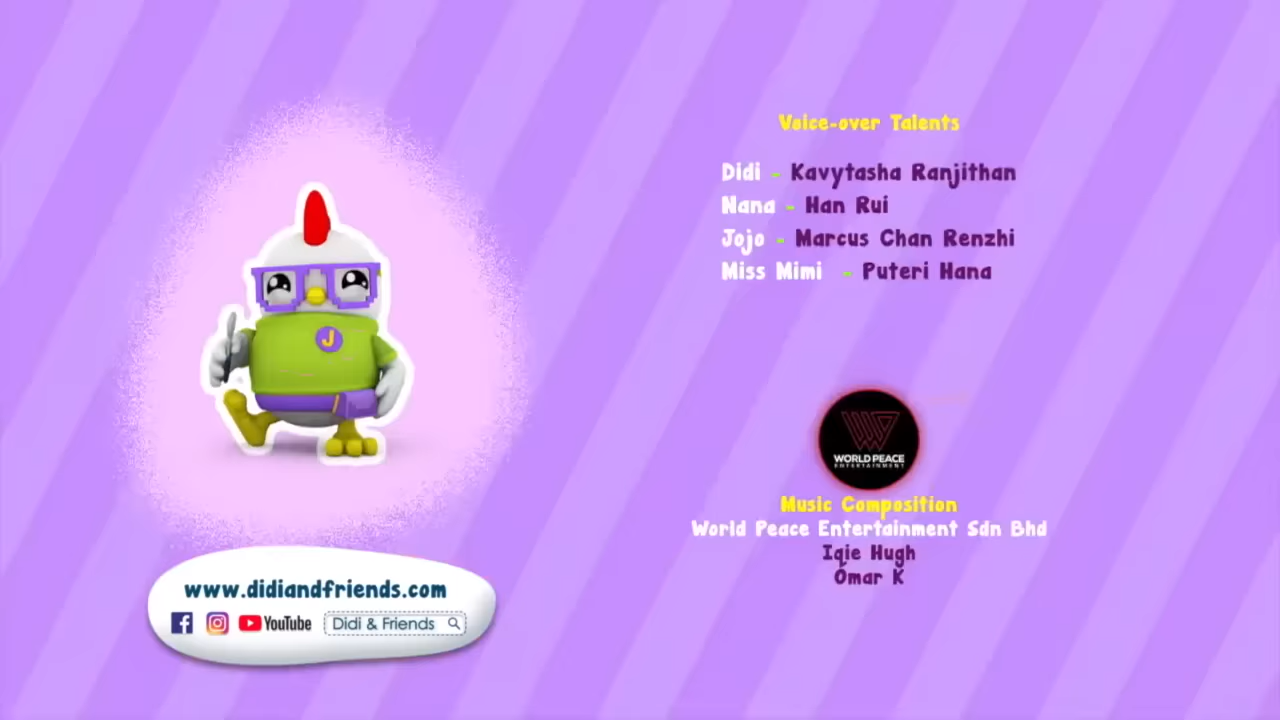 Voice-over Talents
Didi - Kavytasha Ranjithan
Nana - Han Rui
Jojo - Marcus Chan Renzhi
Miss Mimi - Puteri Hana
J
WORLD PEACE
ENTERTAINMENT
Music Composition
World Peace Entertainment Sdn Bhd
Iqie Hugh
Omar K
www.didiandfriends.com
YouTube Didi & Friends